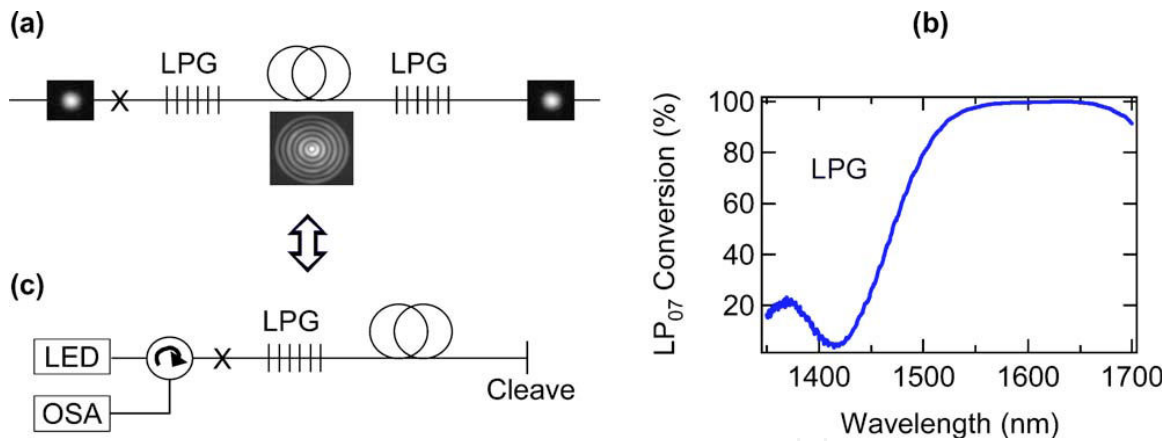 (a)
LPG
LPG
X
(c)
LPG
LED
X
OSA
Cleave
(b)
LP₀₇ Conversion (%)
100
80
60
40
20
LPG
1400
1500
1600
1700
Wavelength (nm)